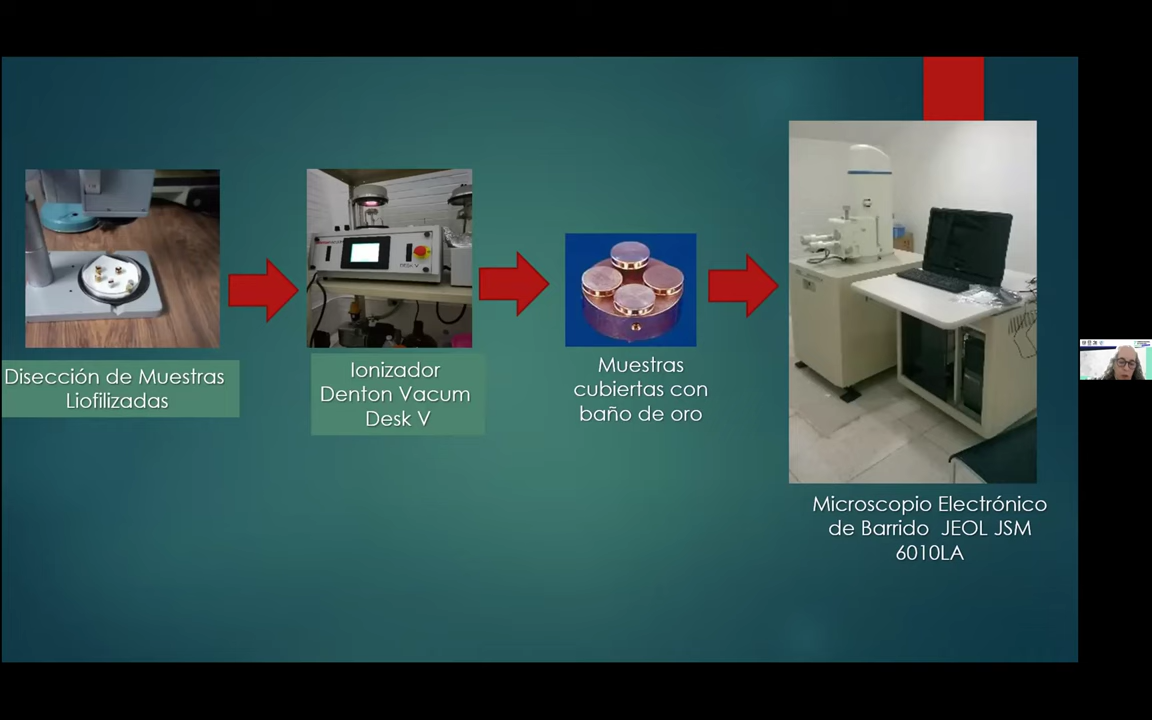 Disección de Muestras
Liofilizadas
Ionizador
Denton Vacum
Desk V
Muestras
cubiertas con
baño de oro
Microscopio Electrónico
de Barrido JEOL JSM
6010LA
DESK V